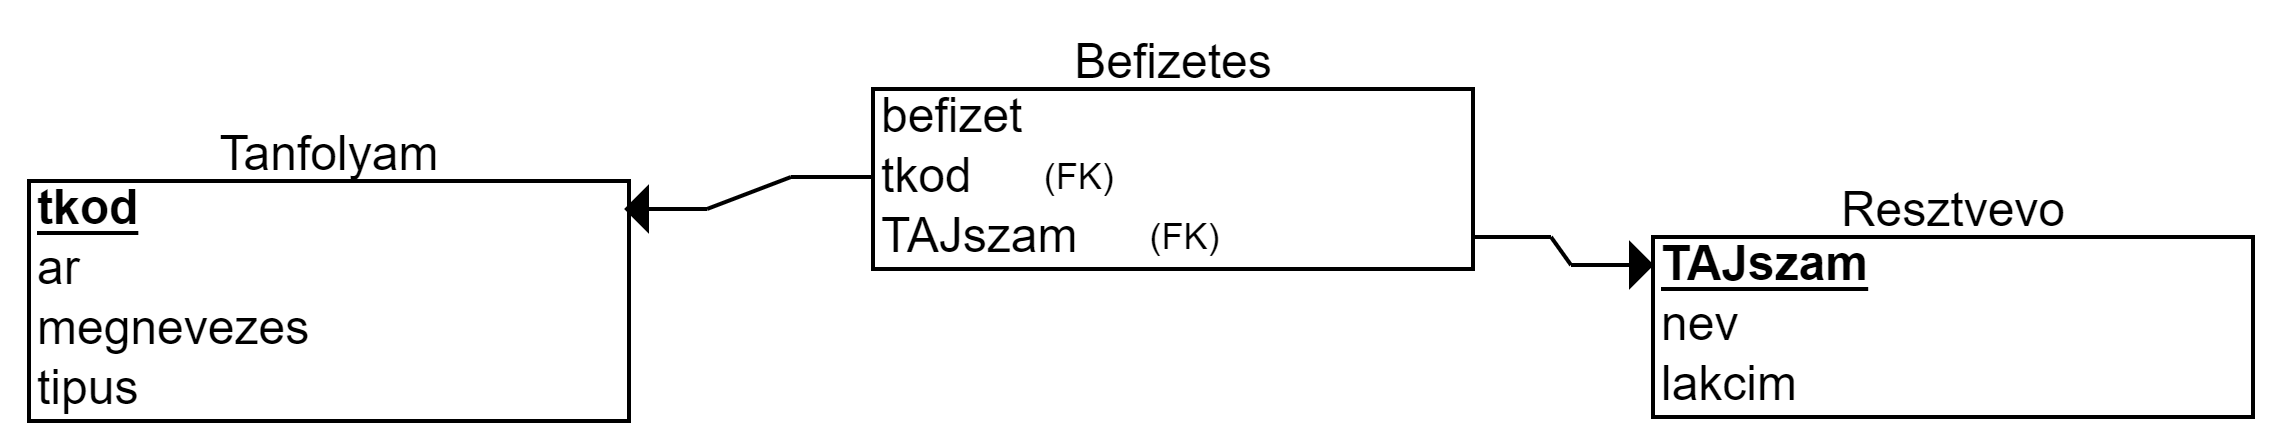 Tanfolyam
tkod
ar
megnevezes
tipus
Befizetes
befizet
tkod (FK)
TAJszam (FK)
Resztvevo
TAJszam
nev
lakcim